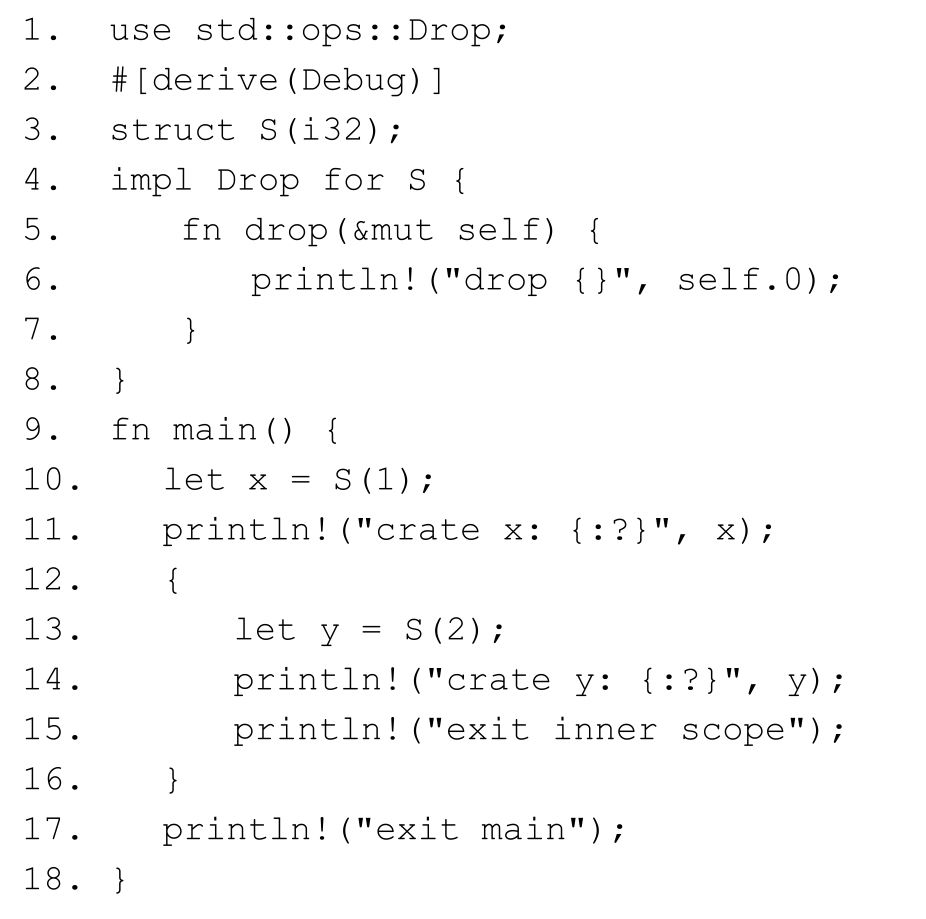 1. use std::ops::Drop;
2. #[derive(Debug)]
3. struct S(i32);
4. impl Drop for S {
5. fn drop(&mut self) {
6. println!("drop {}", self.0);
7. }
8. }
9. fn main() {
10. let x = S(1);
11. println!("crate x: {:?}", x);
12. {
13. let y = S(2);
14. println!("crate y: {:?}", y);
15. println!("exit inner scope");
16. }
17. println!("exit main");
18. }